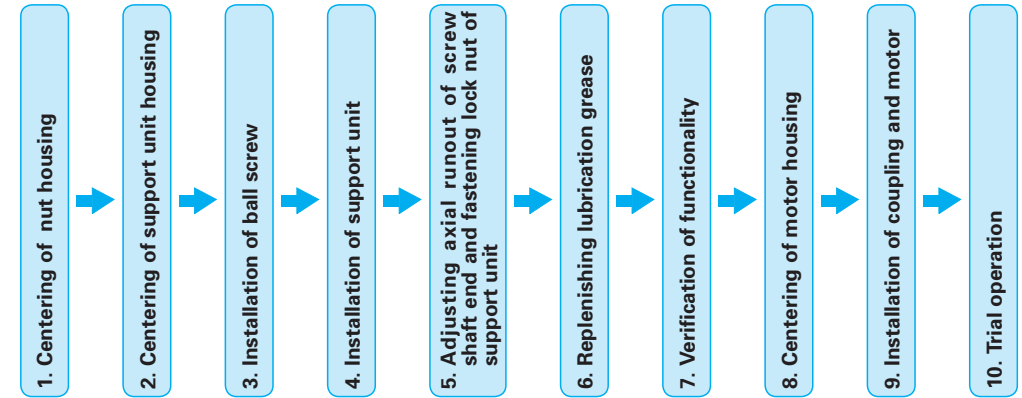 1. Centering of nut housing
2. Centering of support unit housing
3. Installation of ball screw
4. Installation of support unit
5. Adjusting axial runout of screw
shaft end and fastening lock nut of
support unit
6. Replenishing lubrication grease
7. Verification of functionality
8. Centering of motor housing
9. Installation of coupling and motor
10. Trial operation